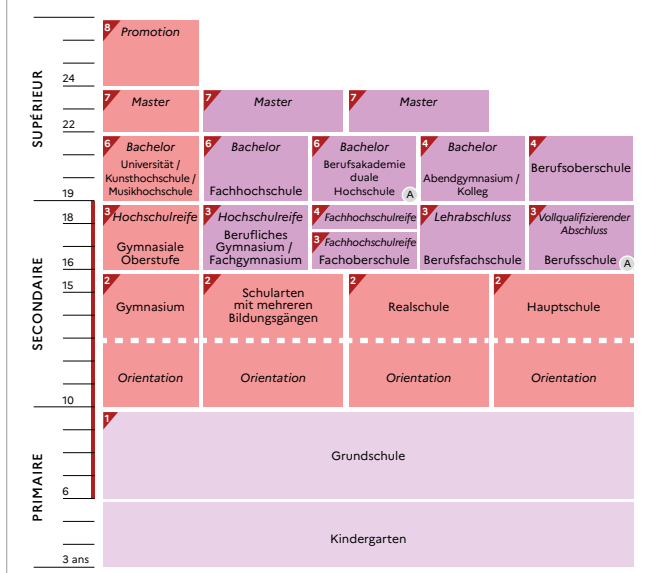 SUPÉRIEUR
SECONDAIRE
PRIMAIRE
24
22
19
18
16
15
10
6
3 ans
8
Promotion
7
Master
7
Master
7
Master
6
Bachelor
Universität /
Kunsthochschule /
Musikhochschule
6
Bachelor
Fachhochschule
6
Bachelor
Berufsakademie
duale
Hochschule
A
4
Bachelor
Abendgymnasium /
Kolleg
4
Berufsoberschule
3
Hochschulreife
Gymnasiale
Oberstufe
3
Hochschulreife
Berufliches
Gymnasium /
Fachgymnasium
4
Fachhochschulreife
3
Fachhochschulreife
Fachoberschule
3
Lehrabschluss
Berufsfachschule
3
Vollqualifizierender
Abschluss
Berufsschule
A
2
Gymnasium
2
Schularten
mit mehreren
Bildungsgängen
2
Realschule
2
Hauptschule
Orientation
Orientation
Orientation
Orientation
1
Grundschule
Kindergarten